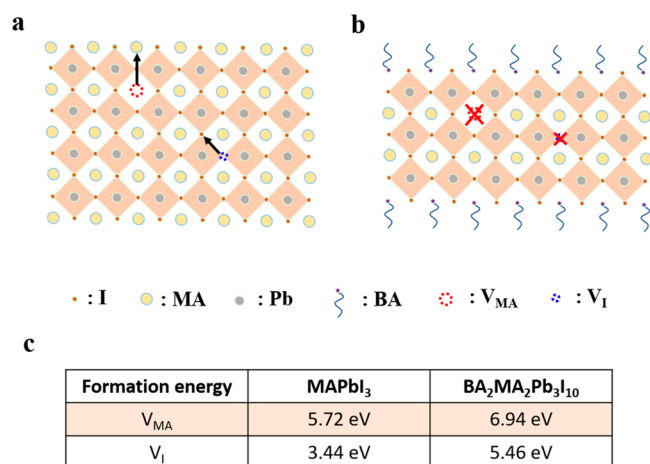 a
b
: I
: MA
: Pb
: BA
: V_MA
: V_I
c
Formation energy MAPbI₃ BA₂MA₂Pb₃I₁₀
V_MA 5.72 eV 6.94 eV
V_I 3.44 eV 5.46 eV